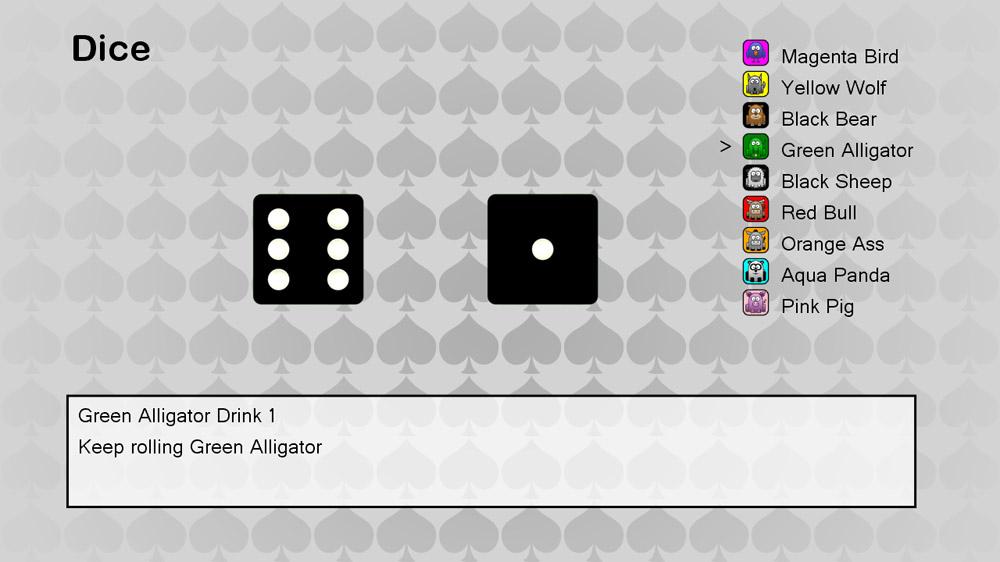 Dice
Magenta Bird
Yellow Wolf
Black Bear
> Green Alligator
Black Sheep
Red Bull
Orange Ass
Aqua Panda
Pink Pig
Green Alligator Drink 1
Keep rolling Green Alligator